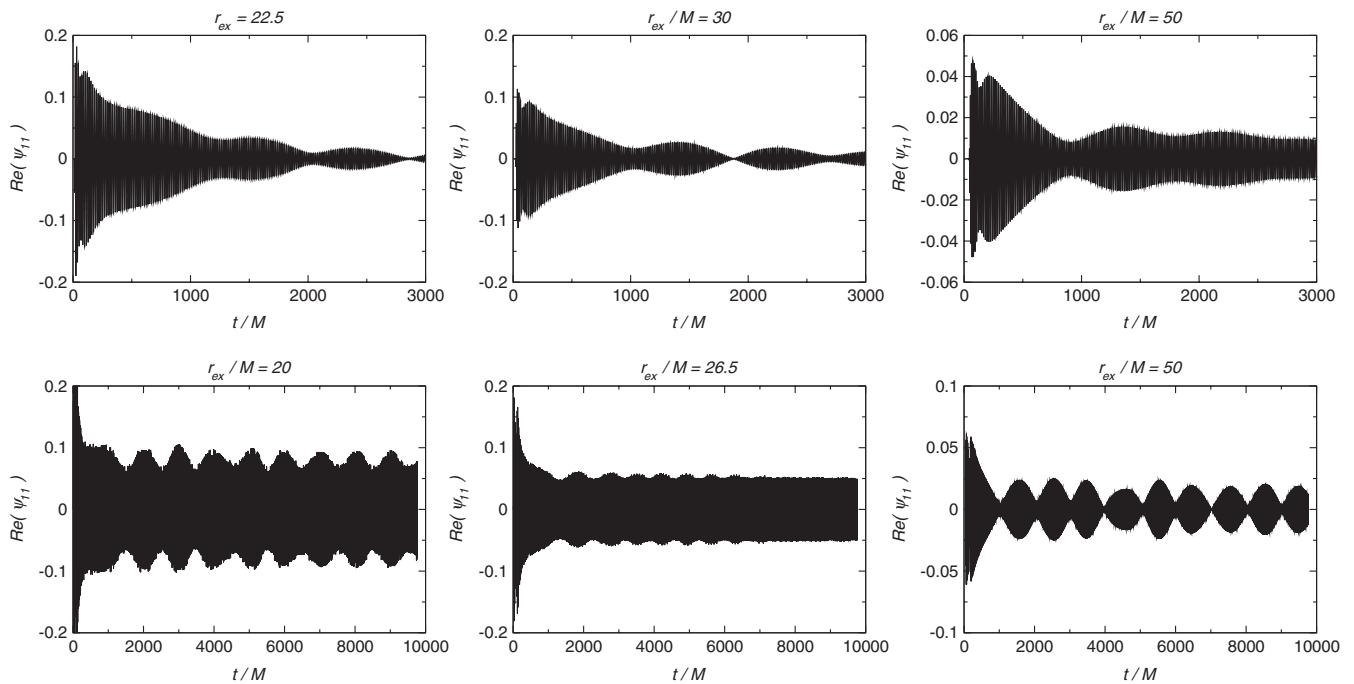 r_ex = 22.5
r_ex / M = 30
r_ex / M = 50
0.2
0.1
0
-0.1
-0.2
Re( ψ_11 )
0 1000 2000 3000
t / M
0.2
0.1
0
-0.1
-0.2
Re( ψ_11 )
0 1000 2000 3000
t / M
0.06
0.04
0.02
0.00
-0.02
-0.04
-0.06
Re( ψ_11 )
0 1000 2000 3000
t / M
r_ex / M = 20
r_ex / M = 26.5
r_ex / M = 50
0.2
0.1
0
-0.1
-0.2
Re( ψ_11 )
0 2000 4000 6000 8000 10000
t / M
0.2
0.1
0
-0.1
-0.2
Re( ψ_11 )
0 2000 4000 6000 8000 10000
t / M
0.1
0.05
0
-0.05
-0.1
Re( ψ_11 )
0 2000 4000 6000 8000 10000
t / M